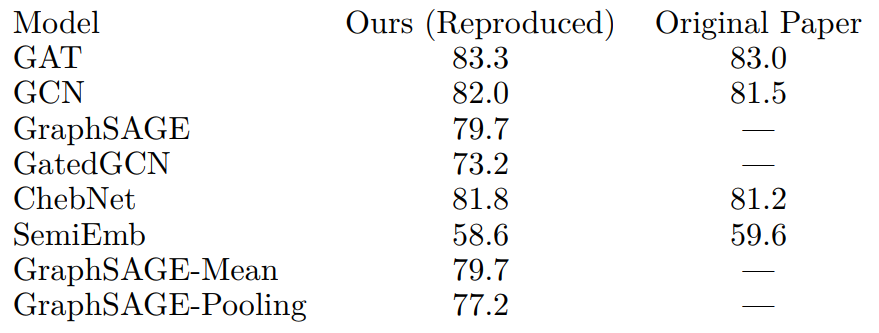 Model Ours (Reproduced) Original Paper
GAT 83.3 83.0
GCN 82.0 81.5
GraphSAGE 79.7 —
GatedGCN 73.2 —
ChebNet 81.8 81.2
SemiEmb 58.6 59.6
GraphSAGE-Mean 79.7 —
GraphSAGE-Pooling 77.2 —